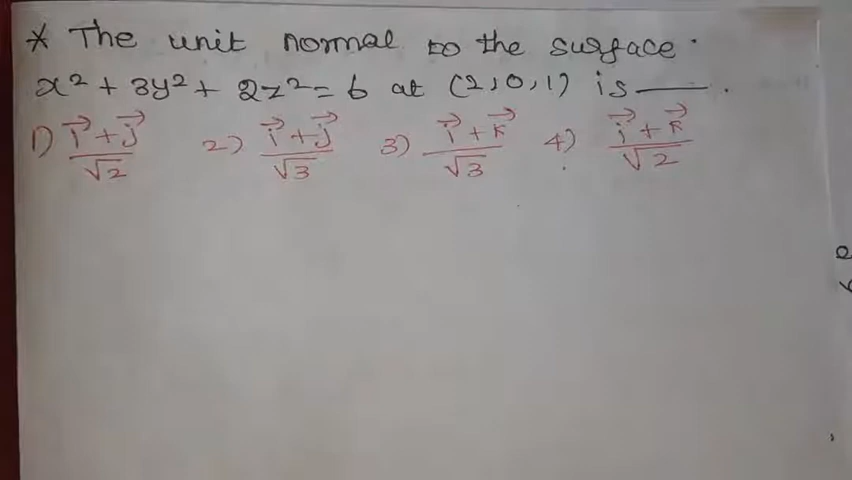 * The unit normal to the surface
x² + 3y² + 2z² = 6 at (2,0,1) is ____.
1) (i⃗ + j⃗)/√2 2) (i⃗ + j⃗)/√3 3) (i⃗ + k⃗)/√3 4) (i⃗ + k⃗)/√2